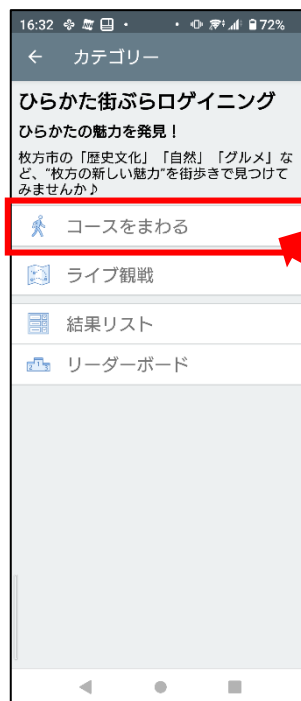 16:32 72%
← カテゴリー
ひらかた街ぶらロゲイニング
ひらかたの魅力を発見！
枚方市の「歴史文化」「自然」「グルメ」な
ど、"枚方の新しい魅力"を街歩きで見つけて
みませんか♪
コースをまわる
ライブ観戦
結果リスト
リーダーボード